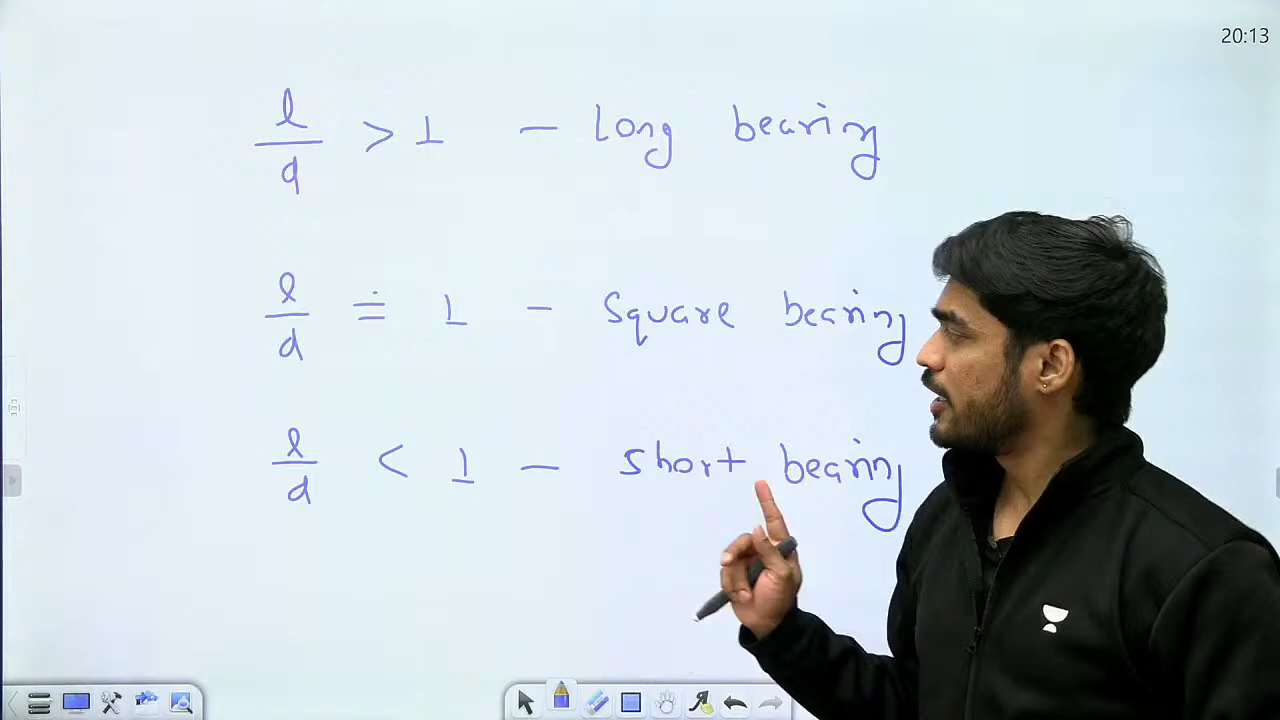 20:13
l/d > 1 - Long bearing
l/d ≐ 1 - Square bearing
l/d < 1 - short bearing